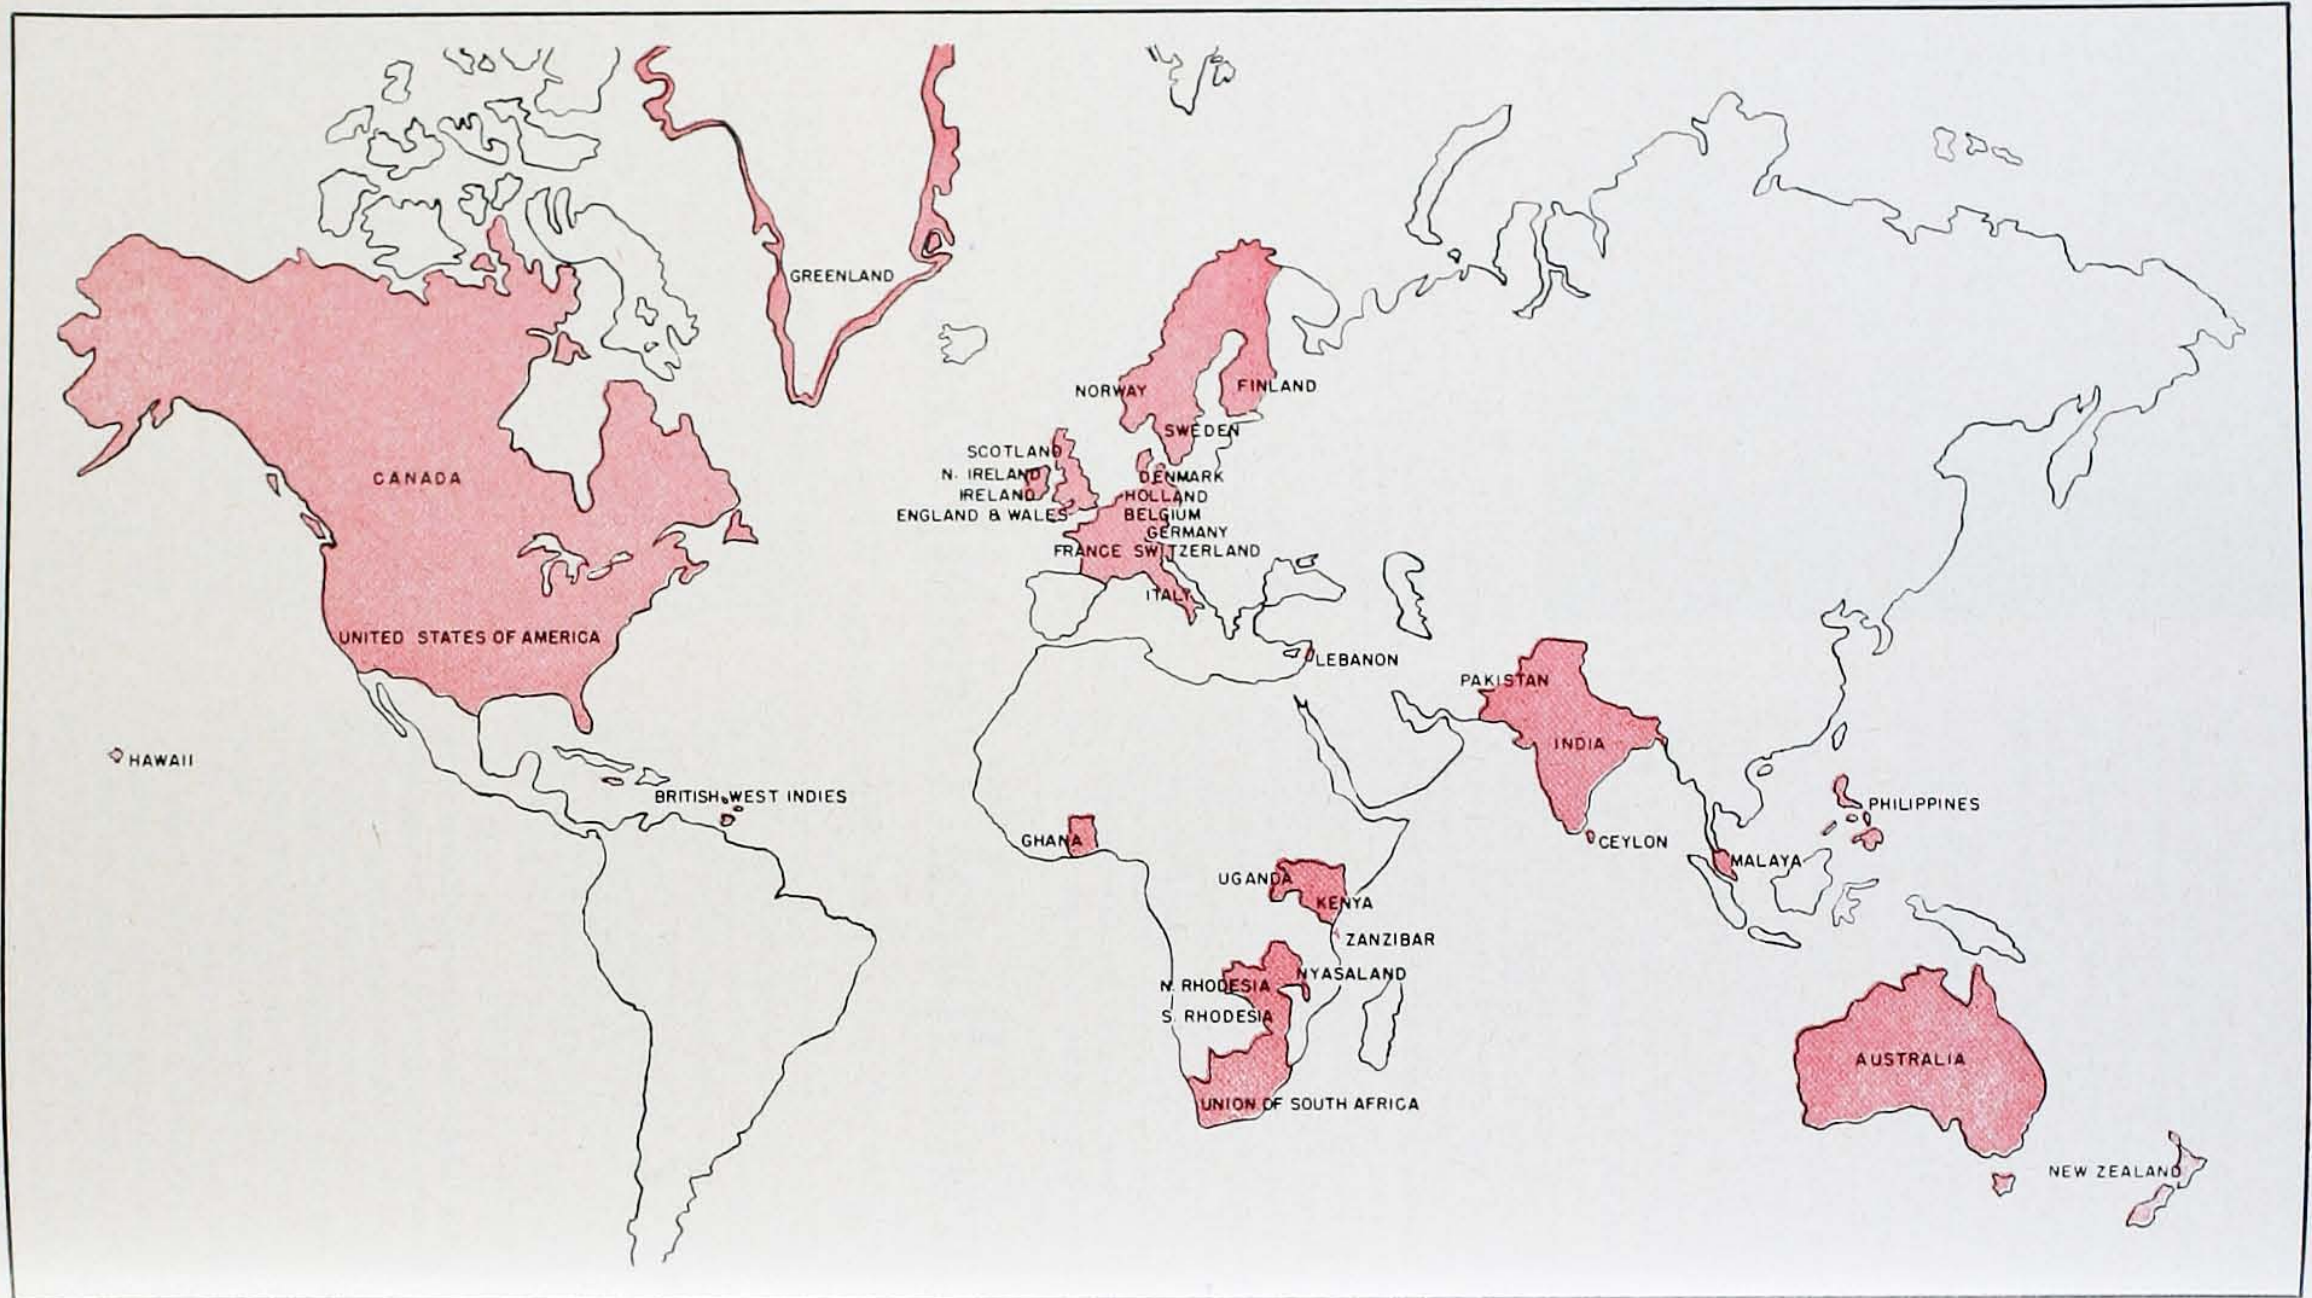 GREENLAND
NORWAY
FINLAND
SWEDEN
SCOTLAND
N. IRELAND
IRELAND
ENGLAND & WALES
DENMARK
HOLLAND
BELGIUM
GERMANY
FRANCE SWITZERLAND
ITALY
CANADA
UNITED STATES OF AMERICA
LEBANON
PAKISTAN
INDIA
HAWAII
BRITISH WEST INDIES
PHILIPPINES
GHANA
CEYLON
MALAYA
UGANDA
KENYA
ZANZIBAR
NYASALAND
N. RHODESIA
S. RHODESIA
AUSTRALIA
UNION OF SOUTH AFRICA
NEW ZEALAND